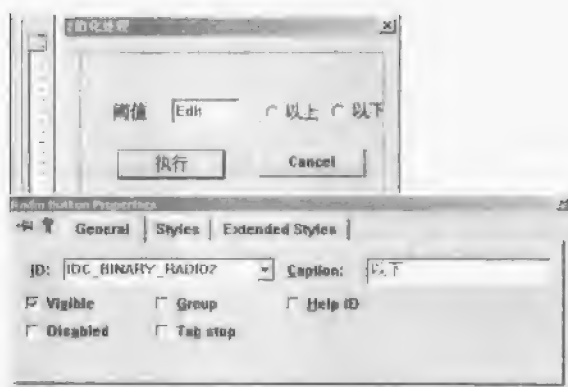 二值化处理
阈值 Edit 以上 以下
执行 Cancel
Radio Button Properties
General Styles Extended Styles
ID: IDC_BINARY_RADIO2 Caption: 以下
Visible Group Help ID
Disabled Tab stop